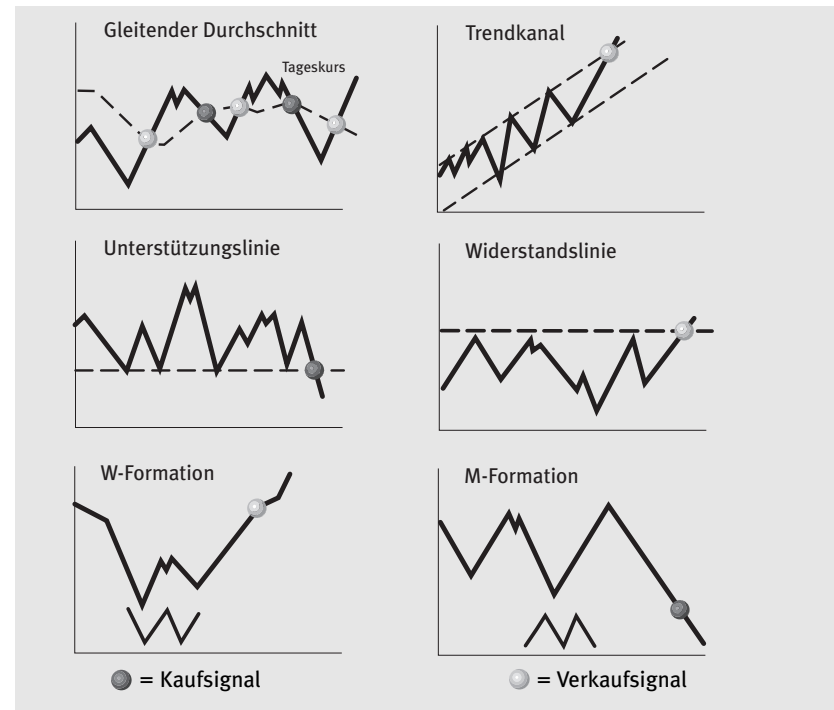 Gleitender Durchschnitt
Tageskurs
Trendkanal
Unterstützungslinie
Widerstandslinie
W-Formation
M-Formation
= Kaufsignal
= Verkaufsignal